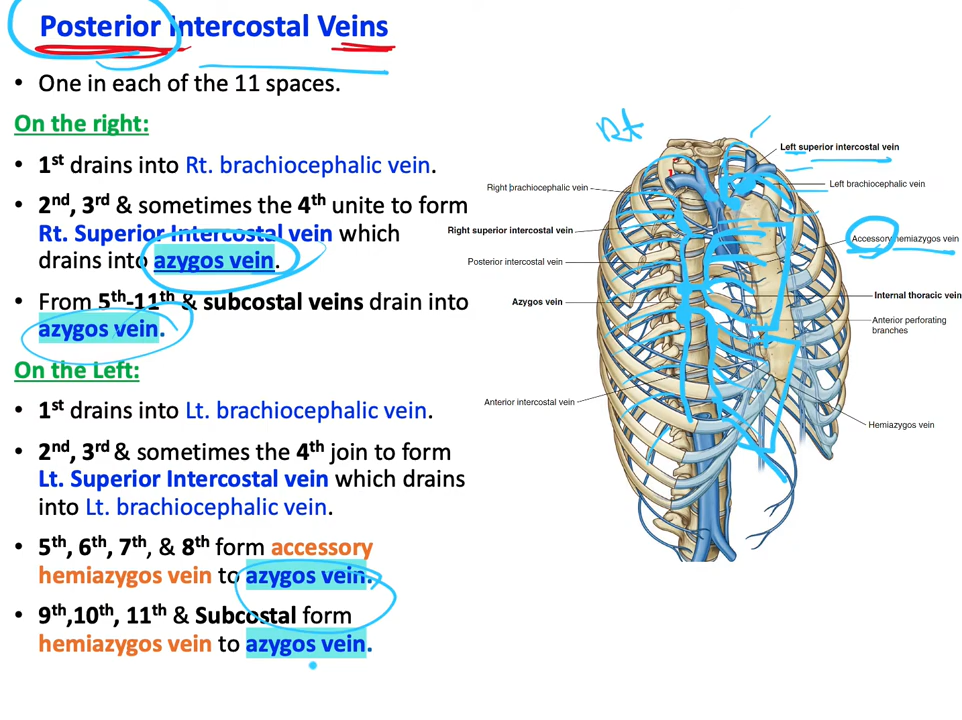 Posterior Intercostal Veins
• One in each of the 11 spaces.
On the right:
• 1st drains into Rt. brachiocephalic vein.
• 2nd, 3rd & sometimes the 4th unite to form
Rt. Superior Intercostal vein which
drains into azygos vein.
• From 5th-11th & subcostal veins drain into
azygos vein.
On the Left:
• 1st drains into Lt. brachiocephalic vein.
• 2nd, 3rd & sometimes the 4th join to form
Lt. Superior Intercostal vein which drains
into Lt. brachiocephalic vein.
• 5th, 6th, 7th, & 8th form accessory
hemiazygos vein to azygos vein.
• 9th,10th, 11th & Subcostal form
hemiazygos vein to azygos vein.
Rt
Left superior intercostal vein
Right brachiocephalic vein
Left brachiocephalic vein
Right superior intercostal vein
Accessory hemiazygos vein
Posterior intercostal vein
Azygos vein
Internal thoracic vein
Anterior perforating
branches
Anterior intercostal vein
Hemiazygos vein